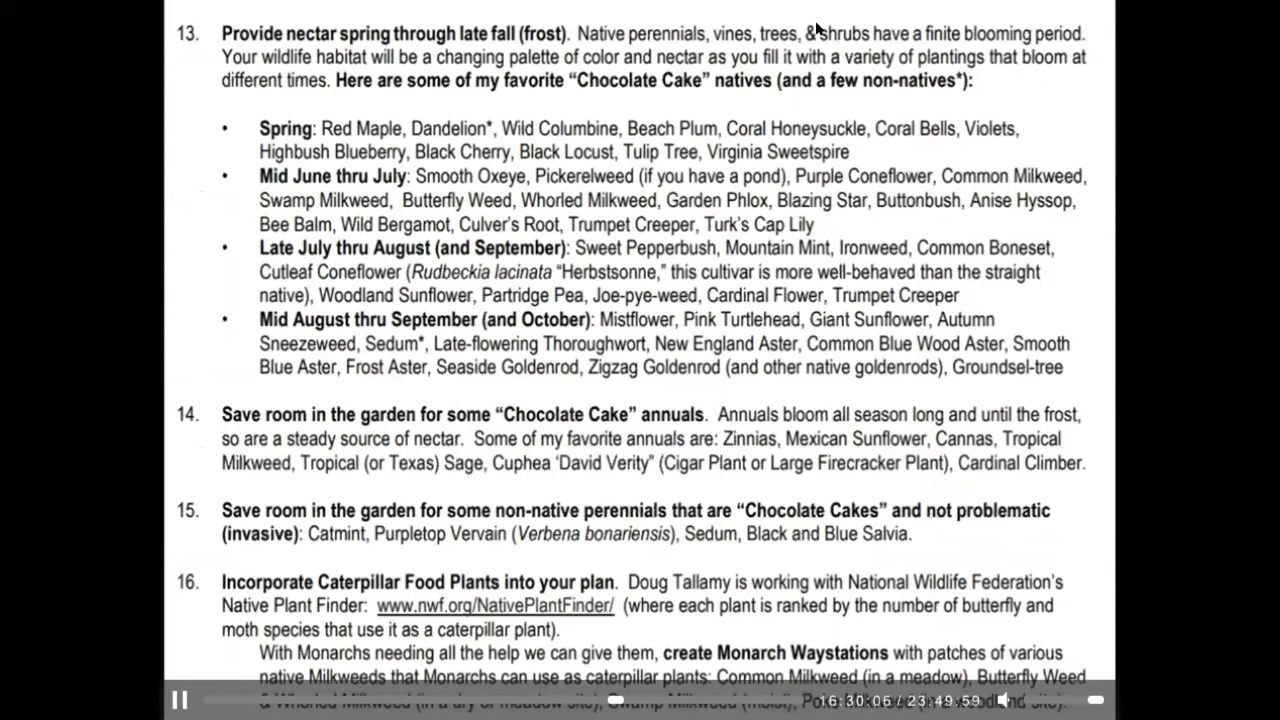 13. Provide nectar spring through late fall (frost). Native perennials, vines, trees, & shrubs have a finite blooming period.
Your wildlife habitat will be a changing palette of color and nectar as you fill it with a variety of plantings that bloom at
different times. Here are some of my favorite “Chocolate Cake” natives (and a few non-natives*):
• Spring: Red Maple, Dandelion*, Wild Columbine, Beach Plum, Coral Honeysuckle, Coral Bells, Violets,
Highbush Blueberry, Black Cherry, Black Locust, Tulip Tree, Virginia Sweetspire
• Mid June thru July: Smooth Oxeye, Pickerelweed (if you have a pond), Purple Coneflower, Common Milkweed,
Swamp Milkweed, Butterfly Weed, Whorled Milkweed, Garden Phlox, Blazing Star, Buttonbush, Anise Hyssop,
Bee Balm, Wild Bergamot, Culver’s Root, Trumpet Creeper, Turk’s Cap Lily
• Late July thru August (and September): Sweet Pepperbush, Mountain Mint, Ironweed, Common Boneset,
Cutleaf Coneflower (Rudbeckia lacinata “Herbstsonne,” this cultivar is more well-behaved than the straight
native), Woodland Sunflower, Partridge Pea, Joe-pye-weed, Cardinal Flower, Trumpet Creeper
• Mid August thru September (and October): Mistflower, Pink Turtlehead, Giant Sunflower, Autumn
Sneezeweed, Sedum*, Late-flowering Thoroughwort, New England Aster, Common Blue Wood Aster, Smooth
Blue Aster, Frost Aster, Seaside Goldenrod, Zigzag Goldenrod (and other native goldenrods), Groundsel-tree
14. Save room in the garden for some “Chocolate Cake” annuals. Annuals bloom all season long and until the frost,
so are a steady source of nectar. Some of my favorite annuals are: Zinnias, Mexican Sunflower, Cannas, Tropical
Milkweed, Tropical (or Texas) Sage, Cuphea ‘David Verity” (Cigar Plant or Large Firecracker Plant), Cardinal Climber.
15. Save room in the garden for some non-native perennials that are “Chocolate Cakes” and not problematic
(invasive): Catmint, Purpletop Vervain (Verbena bonariensis), Sedum, Black and Blue Salvia.
16. Incorporate Caterpillar Food Plants into your plan. Doug Tallamy is working with National Wildlife Federation’s
Native Plant Finder: www.nwf.org/NativePlantFinder/ (where each plant is ranked by the number of butterfly and
moth species that use it as a caterpillar plant).
With Monarchs needing all the help we can give them, create Monarch Waystations with patches of various
native Milkweeds that Monarchs can use as caterpillar plants: Common Milkweed (in a meadow), Butterfly Weed
16:30:06 / 23:49:59